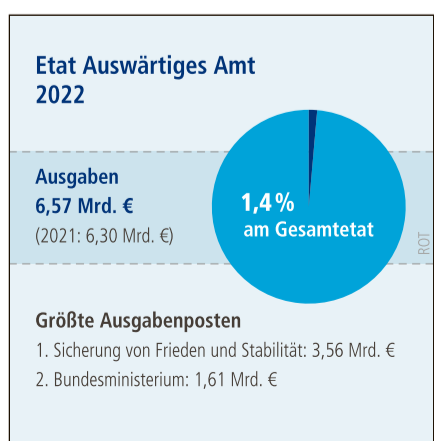 Etat Auswärtiges Amt
2022
Ausgaben
6,57 Mrd. €
(2021: 6,30 Mrd. €)
1,4 %
am Gesamtetat
ROT
Größte Ausgabenposten
1. Sicherung von Frieden und Stabilität: 3,56 Mrd. €
2. Bundesministerium: 1,61 Mrd. €